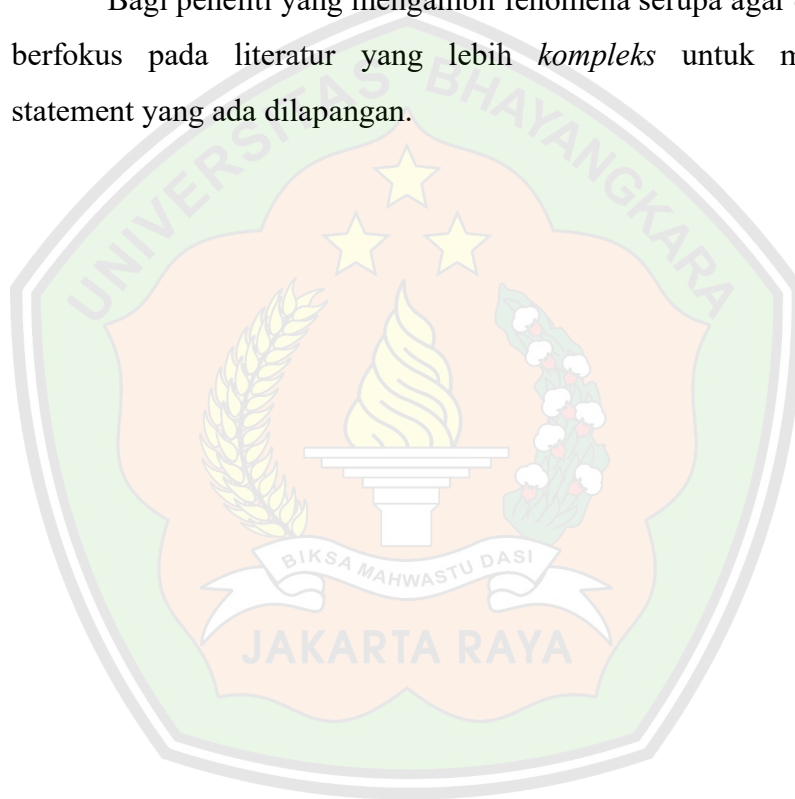 Bagi peneliti yang mengambil fenomena serupa agar
berfokus pada literatur yang lebih kompleks untuk
statement yang ada dilapangan.
UNIVERSITAS BHAYANGKARA
BIKSA MAHWASTU DASI
JAKARTA RAYA